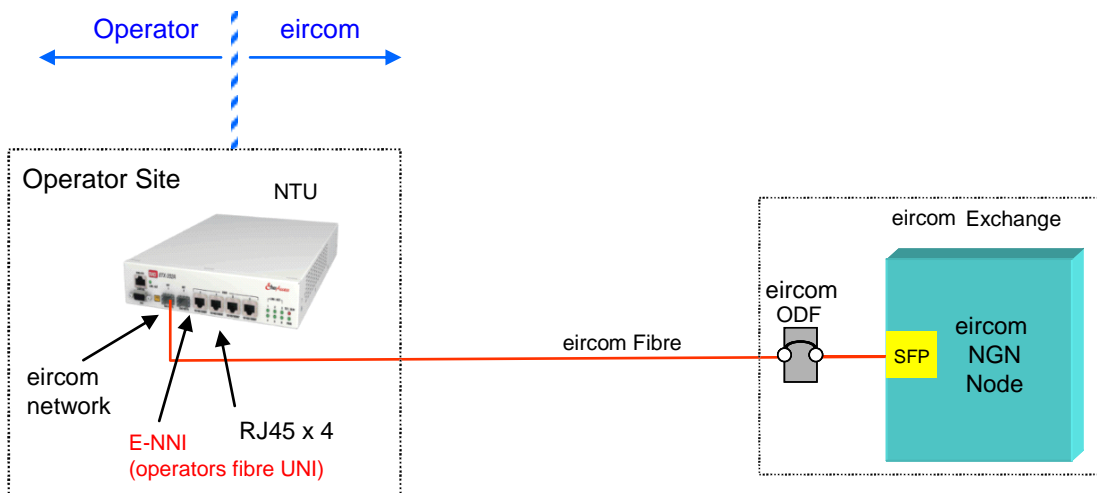 Operator eircom
Operator Site
NTU
eircom Exchange
eircom
ODF
eircom Fibre
SFP
eircom
NGN
Node
eircom
network
E-NNI
(operators fibre UNI)
RJ45 x 4